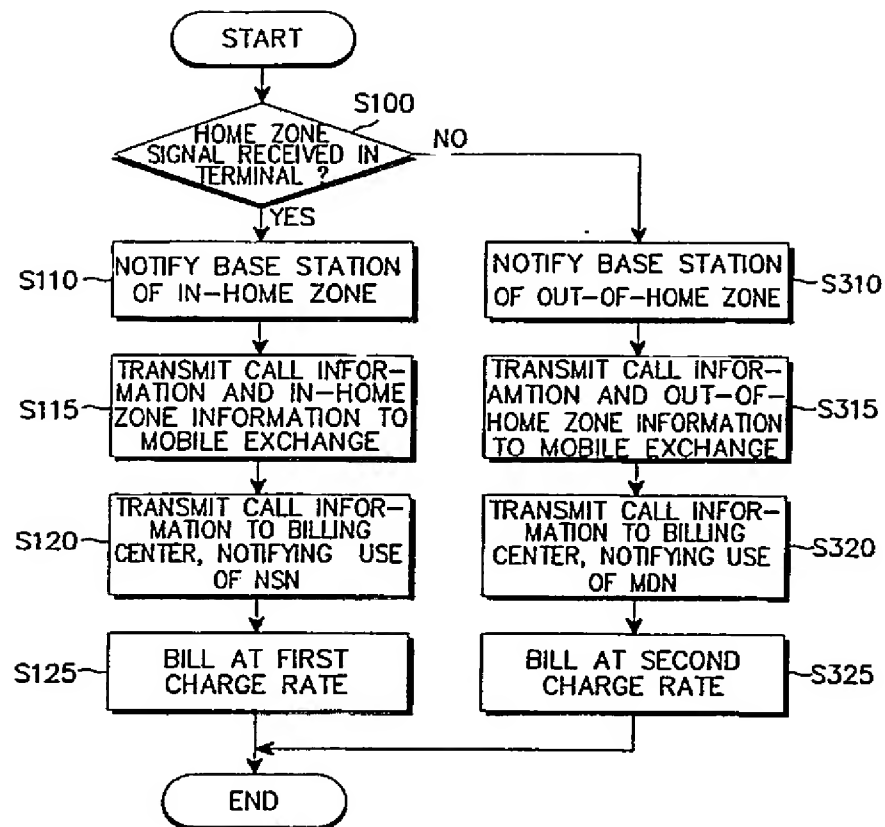 START
S100
HOME ZONE
SIGNAL RECEIVED IN
TERMINAL ?
NO
YES
S110
NOTIFY BASE STATION
OF IN-HOME ZONE
NOTIFY BASE STATION
OF OUT-OF-HOME ZONE
S310
S115
TRANSMIT CALL INFOR-
MATION AND IN-HOME
ZONE INFORMATION TO
MOBILE EXCHANGE
TRANSMIT CALL INFOR-
AMTION AND OUT-OF-
HOME ZONE INFORMATION
TO MOBILE EXCHANGE
S315
S120
TRANSMIT CALL INFOR-
MATION TO BILLING
CENTER, NOTIFYING USE
OF NSN
TRANSMIT CALL INFOR-
MATION TO BILLING
CENTER, NOTIFYING USE
OF MDN
S320
S125
BILL AT FIRST
CHARGE RATE
BILL AT SECOND
CHARGE RATE
S325
END